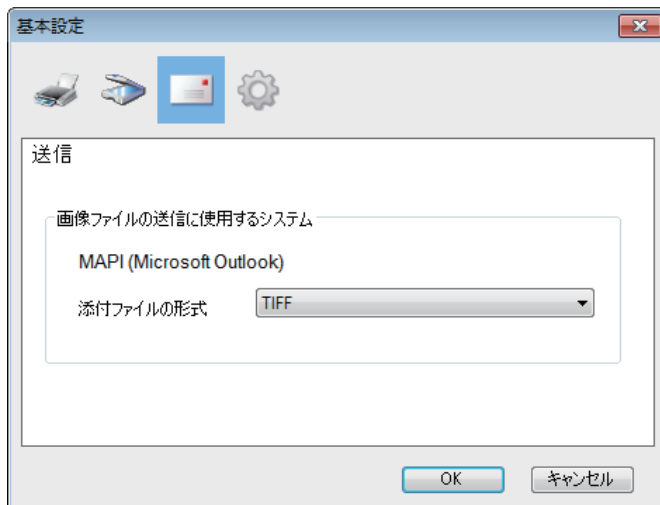 基本設定
送信
画像ファイルの送信に使用するシステム
MAPI (Microsoft Outlook)
添付ファイルの形式 TIFF
OK キャンセル